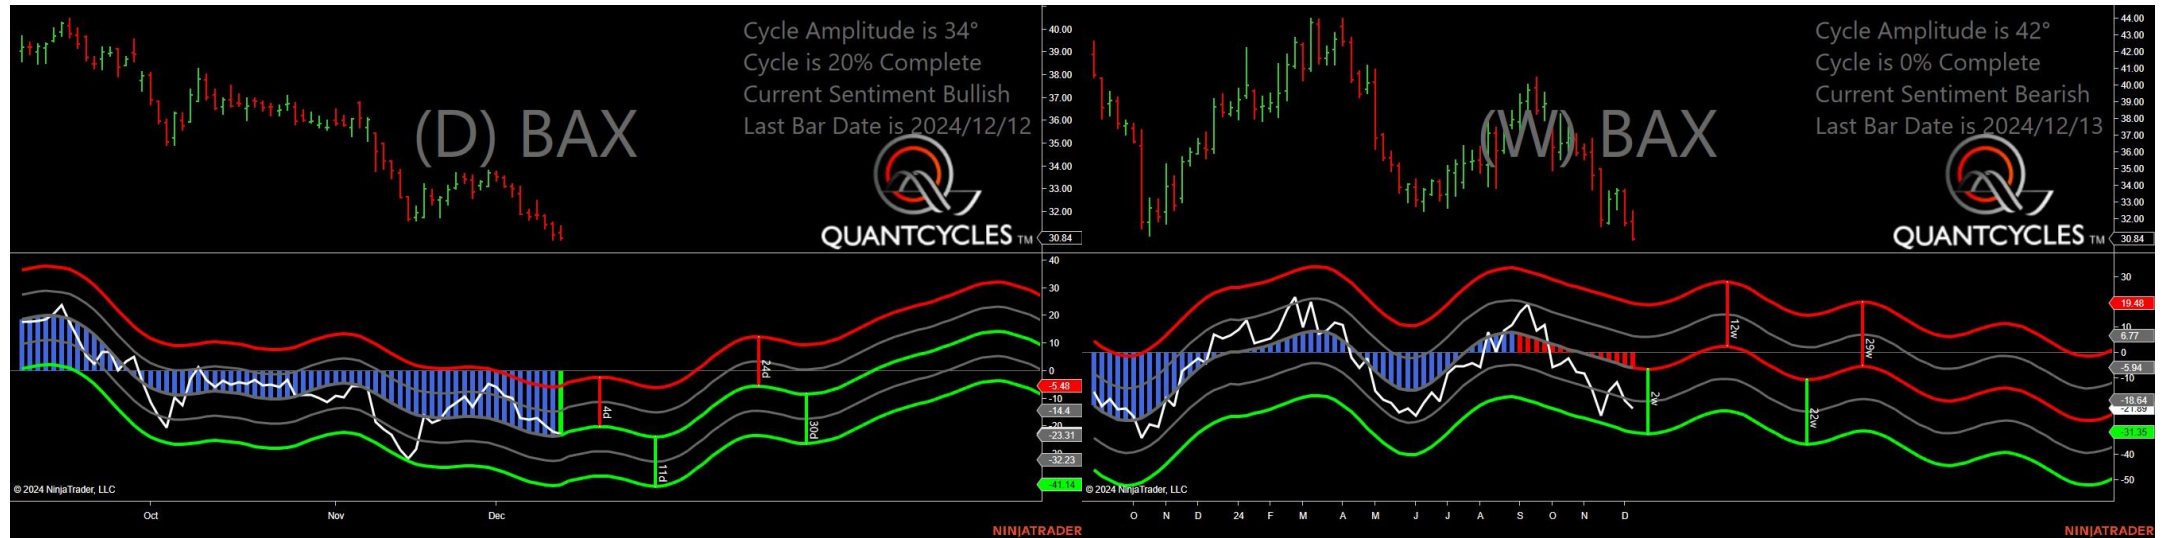 Cycle Amplitude is 34°
Cycle is 20% Complete
Current Sentiment Bullish
Last Bar Date is 2024/12/12
(D) BAX
QUANTCYCLES TM
40.00
39.00
38.00
37.00
36.00
35.00
34.00
33.00
32.00
30.84
40
30
20
10
0
-5.48
-10
-14.4
-23.31
-32.23
-41.14
4d
11d
24d
30d
© 2024 NinjaTrader, LLC
Oct
Nov
Dec
NINJATRADER
Cycle Amplitude is 42°
Cycle is 0% Complete
Current Sentiment Bearish
Last Bar Date is 2024/12/13
(W) BAX
QUANTCYCLES TM
44.00
43.00
42.00
41.00
40.00
39.00
38.00
37.00
36.00
35.00
34.00
33.00
32.00
30.84
30
19.48
10
6.77
0
-5.94
-10
-18.64
-21.89
-31.35
-40
-50
2w
12w
22w
29w
© 2024 NinjaTrader, LLC
O N D 24 F M A M J J A S O N D
NINJATRADER